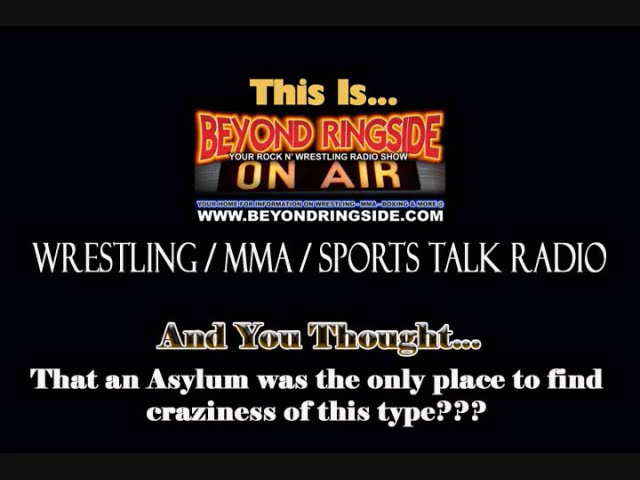 This Is...
BEYOND RINGSIDE
YOUR ROCK N' WRESTLING RADIO SHOW
ON AIR
YOUR HOME FOR INFORMATION ON WRESTLING - MMA - BOXING & MORE @
WWW.BEYONDRINGSIDE.COM
WRESTLING / MMA / SPORTS TALK RADIO
And You Thought...
That an Asylum was the only place to find
craziness of this type???